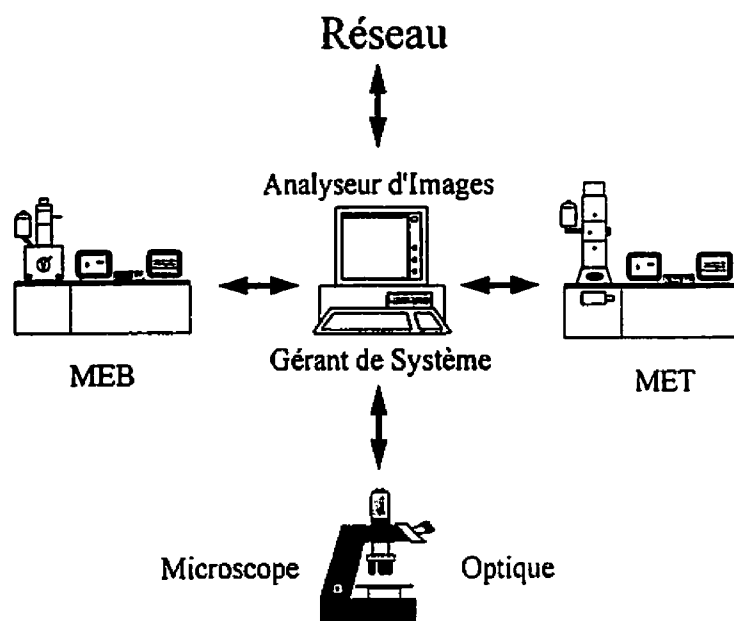 Réseau
Analyseur d'Images
MEB
Gérant de Système
MET
Microscope Optique